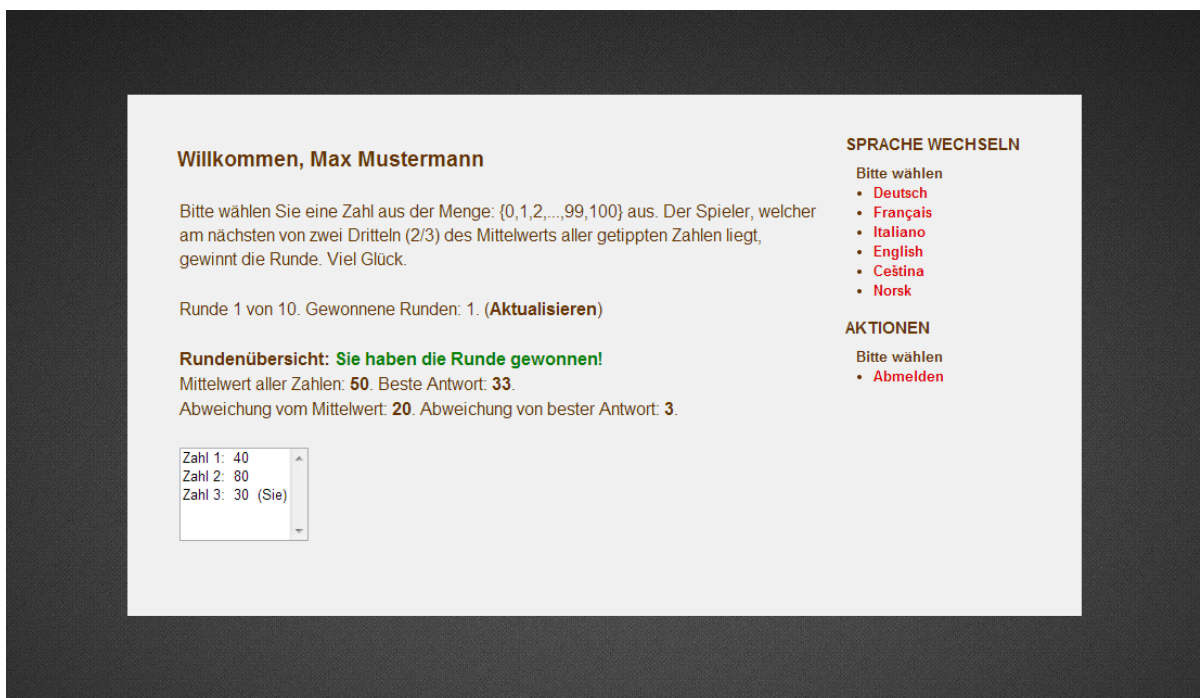 Willkommen, Max Mustermann
Bitte wählen Sie eine Zahl aus der Menge: {0,1,2,...,99,100} aus. Der Spieler, welcher
am nächsten von zwei Dritteln (2/3) des Mittelwerts aller getippten Zahlen liegt,
gewinnt die Runde. Viel Glück.
Runde 1 von 10. Gewonnene Runden: 1. (Aktualisieren)
Rundenübersicht: Sie haben die Runde gewonnen!
Mittelwert aller Zahlen: 50. Beste Antwort: 33.
Abweichung vom Mittelwert: 20. Abweichung von bester Antwort: 3.
Zahl 1: 40
Zahl 2: 80
Zahl 3: 30 (Sie)
SPRACHE WECHSELN
Bitte wählen
• Deutsch
• Français
• Italiano
• English
• Ceština
• Norsk
AKTIONEN
Bitte wählen
• Abmelden